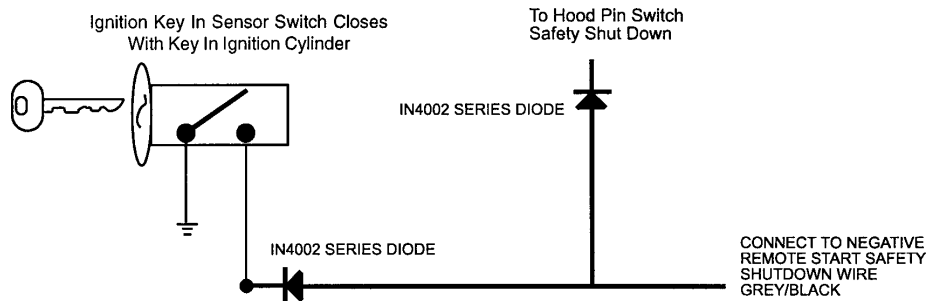 Ignition Key In Sensor Switch Closes
With Key In Ignition Cylinder
To Hood Pin Switch
Safety Shut Down
IN4002 SERIES DIODE
IN4002 SERIES DIODE
CONNECT TO NEGATIVE
REMOTE START SAFETY
SHUTDOWN WIRE
GREY/BLACK